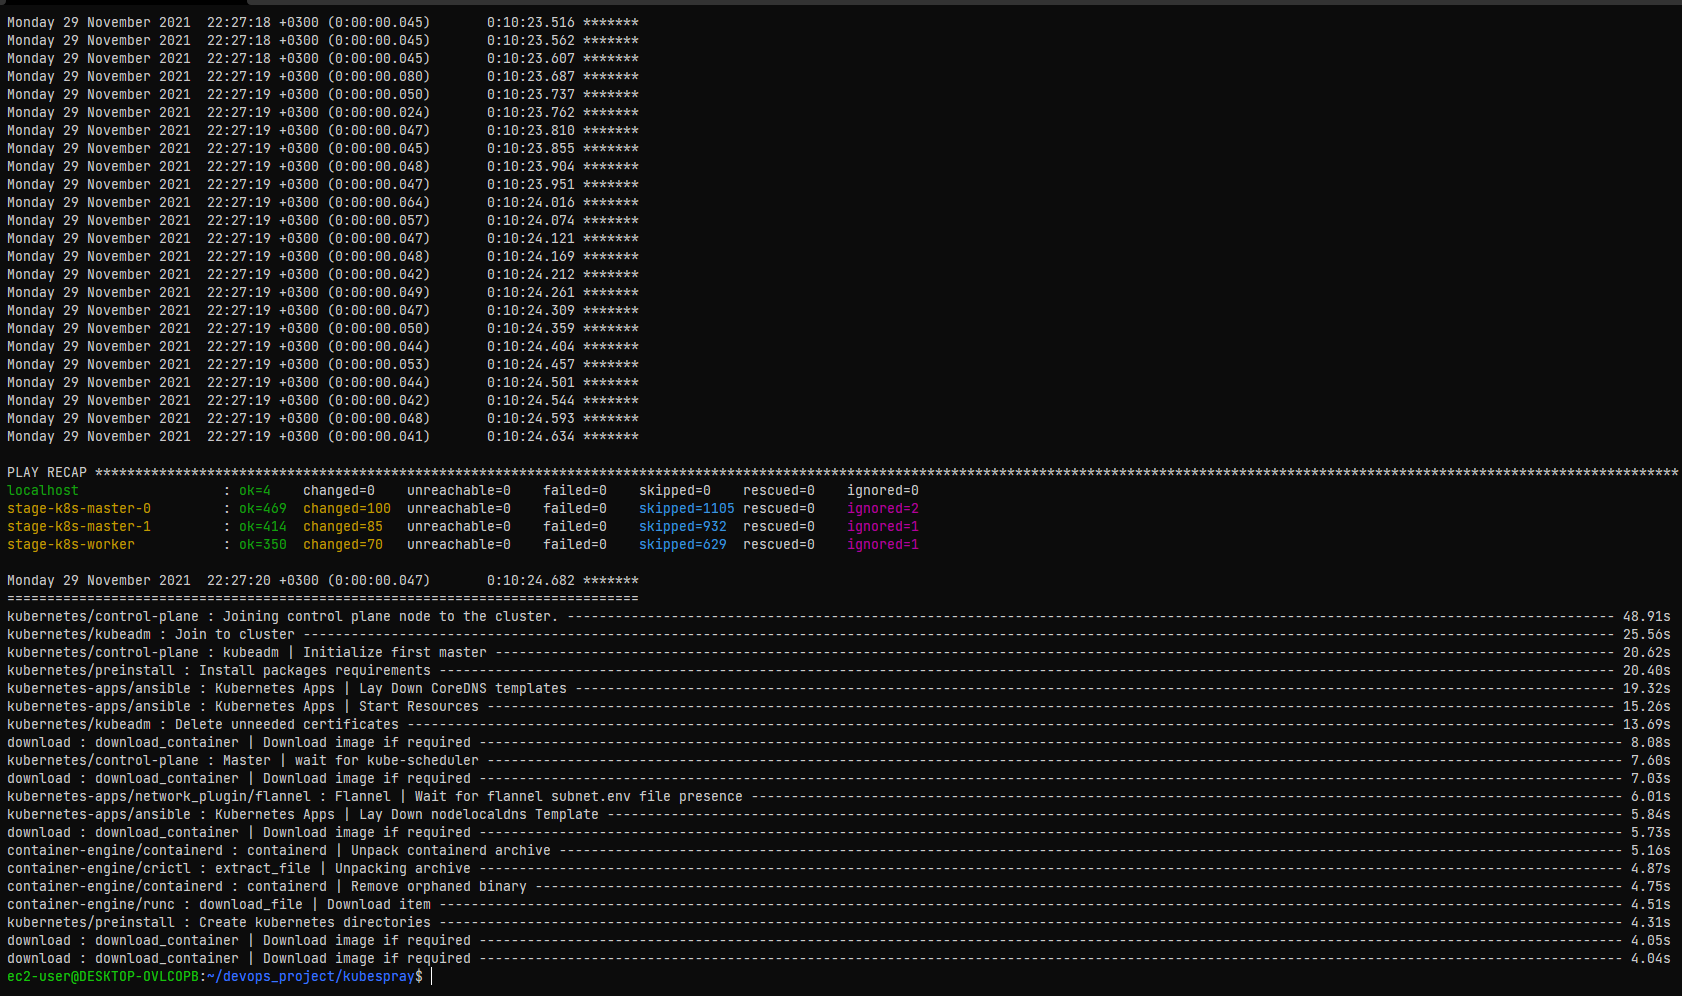 Monday 29 November 2021  22:27:18 +0300 (0:00:00.045)       0:10:23.516 *******
Monday 29 November 2021  22:27:18 +0300 (0:00:00.045)       0:10:23.562 *******
Monday 29 November 2021  22:27:18 +0300 (0:00:00.045)       0:10:23.607 *******
Monday 29 November 2021  22:27:19 +0300 (0:00:00.080)       0:10:23.687 *******
Monday 29 November 2021  22:27:19 +0300 (0:00:00.050)       0:10:23.737 *******
Monday 29 November 2021  22:27:19 +0300 (0:00:00.024)       0:10:23.762 *******
Monday 29 November 2021  22:27:19 +0300 (0:00:00.047)       0:10:23.810 *******
Monday 29 November 2021  22:27:19 +0300 (0:00:00.045)       0:10:23.855 *******
Monday 29 November 2021  22:27:19 +0300 (0:00:00.048)       0:10:23.904 *******
Monday 29 November 2021  22:27:19 +0300 (0:00:00.047)       0:10:23.951 *******
Monday 29 November 2021  22:27:19 +0300 (0:00:00.064)       0:10:24.016 *******
Monday 29 November 2021  22:27:19 +0300 (0:00:00.057)       0:10:24.074 *******
Monday 29 November 2021  22:27:19 +0300 (0:00:00.047)       0:10:24.121 *******
Monday 29 November 2021  22:27:19 +0300 (0:00:00.048)       0:10:24.169 *******
Monday 29 November 2021  22:27:19 +0300 (0:00:00.042)       0:10:24.212 *******
Monday 29 November 2021  22:27:19 +0300 (0:00:00.049)       0:10:24.261 *******
Monday 29 November 2021  22:27:19 +0300 (0:00:00.047)       0:10:24.309 *******
Monday 29 November 2021  22:27:19 +0300 (0:00:00.050)       0:10:24.359 *******
Monday 29 November 2021  22:27:19 +0300 (0:00:00.044)       0:10:24.404 *******
Monday 29 November 2021  22:27:19 +0300 (0:00:00.053)       0:10:24.457 *******
Monday 29 November 2021  22:27:19 +0300 (0:00:00.044)       0:10:24.501 *******
Monday 29 November 2021  22:27:19 +0300 (0:00:00.042)       0:10:24.544 *******
Monday 29 November 2021  22:27:19 +0300 (0:00:00.048)       0:10:24.593 *******
Monday 29 November 2021  22:27:19 +0300 (0:00:00.041)       0:10:24.634 *******
PLAY RECAP **********************************************************************
localhost                  : ok=4    changed=0    unreachable=0    failed=0    skipped=0    rescued=0    ignored=0
stage-k8s-master-0         : ok=469  changed=100  unreachable=0    failed=0    skipped=1105 rescued=0    ignored=2
stage-k8s-master-1         : ok=414  changed=85   unreachable=0    failed=0    skipped=932  rescued=0    ignored=1
stage-k8s-worker           : ok=350  changed=70   unreachable=0    failed=0    skipped=629  rescued=0    ignored=1
Monday 29 November 2021  22:27:20 +0300 (0:00:00.047)       0:10:24.682 *******
===============================================================================
kubernetes/control-plane : Joining control plane node to the cluster. ---------- 48.91s
kubernetes/kubeadm : Join to cluster ---------- 25.56s
kubernetes/control-plane : kubeadm | Initialize first master ---------- 20.62s
kubernetes/preinstall : Install packages requirements ---------- 20.40s
kubernetes-apps/ansible : Kubernetes Apps | Lay Down CoreDNS templates ---------- 19.32s
kubernetes-apps/ansible : Kubernetes Apps | Start Resources ---------- 15.26s
kubernetes/kubeadm : Delete unneeded certificates ---------- 13.69s
download : download_container | Download image if required ---------- 8.08s
kubernetes/control-plane : Master | wait for kube-scheduler ---------- 7.60s
download : download_container | Download image if required ---------- 7.03s
kubernetes-apps/network_plugin/flannel : Flannel | Wait for flannel subnet.env file presence ---------- 6.01s
kubernetes-apps/ansible : Kubernetes Apps | Lay Down nodelocaldns Template ---------- 5.84s
download : download_container | Download image if required ---------- 5.73s
container-engine/containerd : containerd | Unpack containerd archive ---------- 5.16s
container-engine/crictl : extract_file | Unpacking archive ---------- 4.87s
container-engine/containerd : containerd | Remove orphaned binary ---------- 4.75s
container-engine/runc : download_file | Download item ---------- 4.51s
kubernetes/preinstall : Create kubernetes directories ---------- 4.31s
download : download_container | Download image if required ---------- 4.05s
download : download_container | Download image if required ---------- 4.04s
ec2-user@DESKTOP-OVLCOPB:~/devops_project/kubespray$